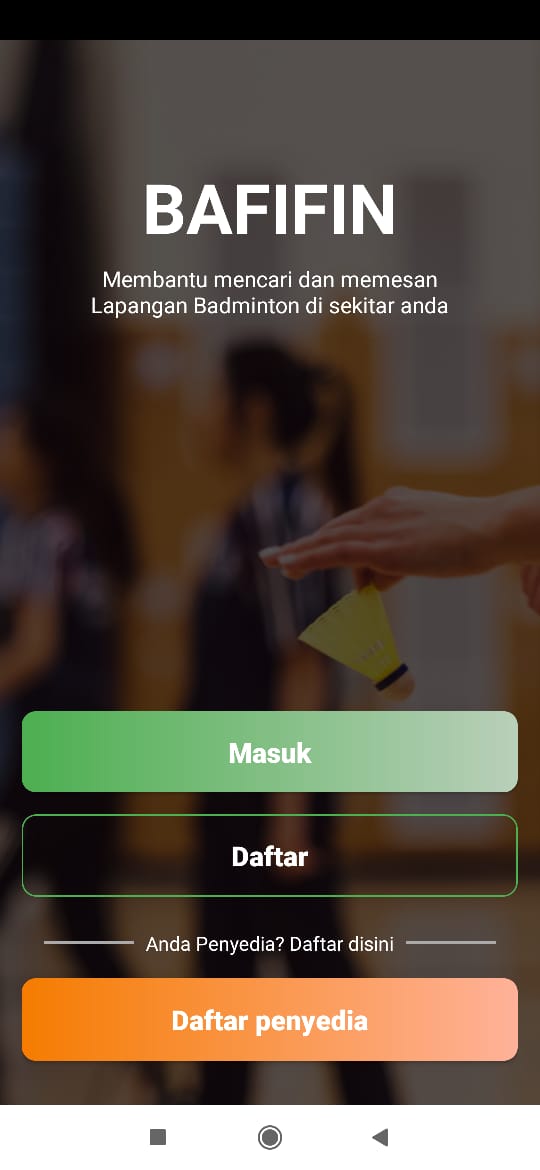 BAFIFIN
Membantu mencari dan memesan
Lapangan Badminton di sekitar anda
Masuk
Daftar
Anda Penyedia? Daftar disini
Daftar penyedia